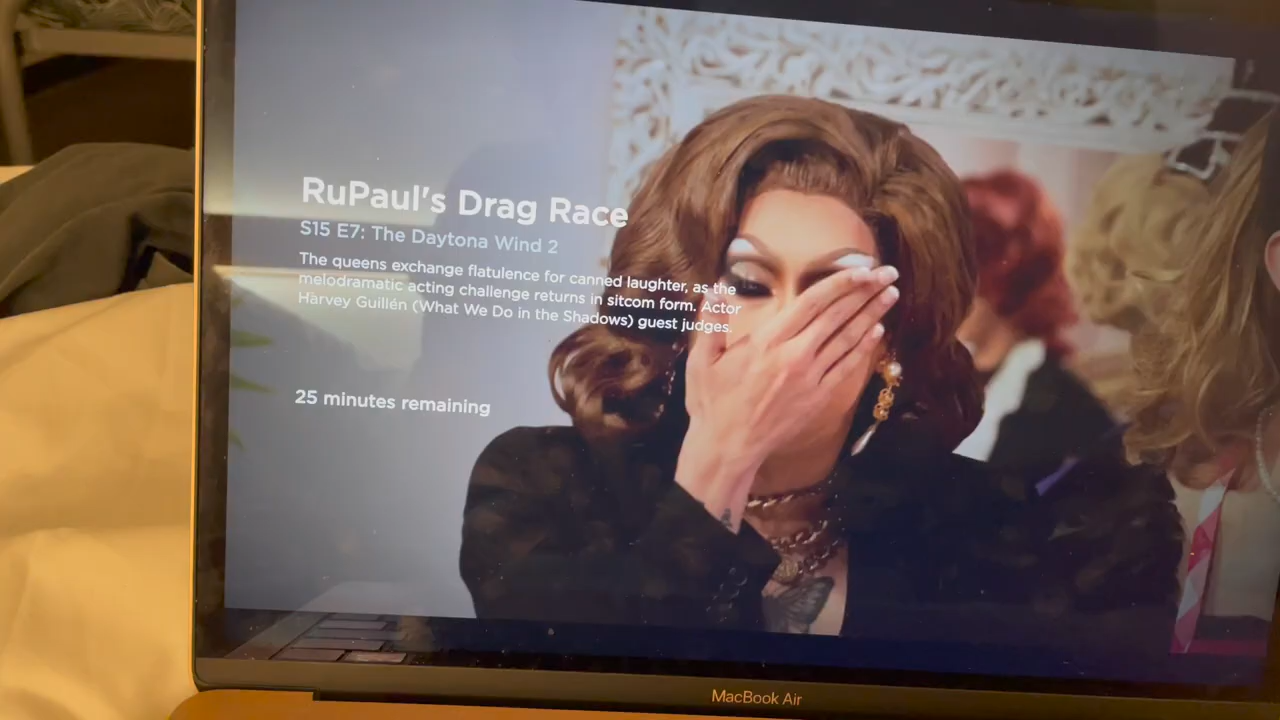 RuPaul's Drag Race
S15 E7: The Daytona Wind 2
The queens exchange flatulence for canned laughter, as the
melodramatic acting challenge returns in sitcom form. Actor
Harvey Guillén (What We Do in the Shadows) guest judges.
25 minutes remaining
MacBook Air